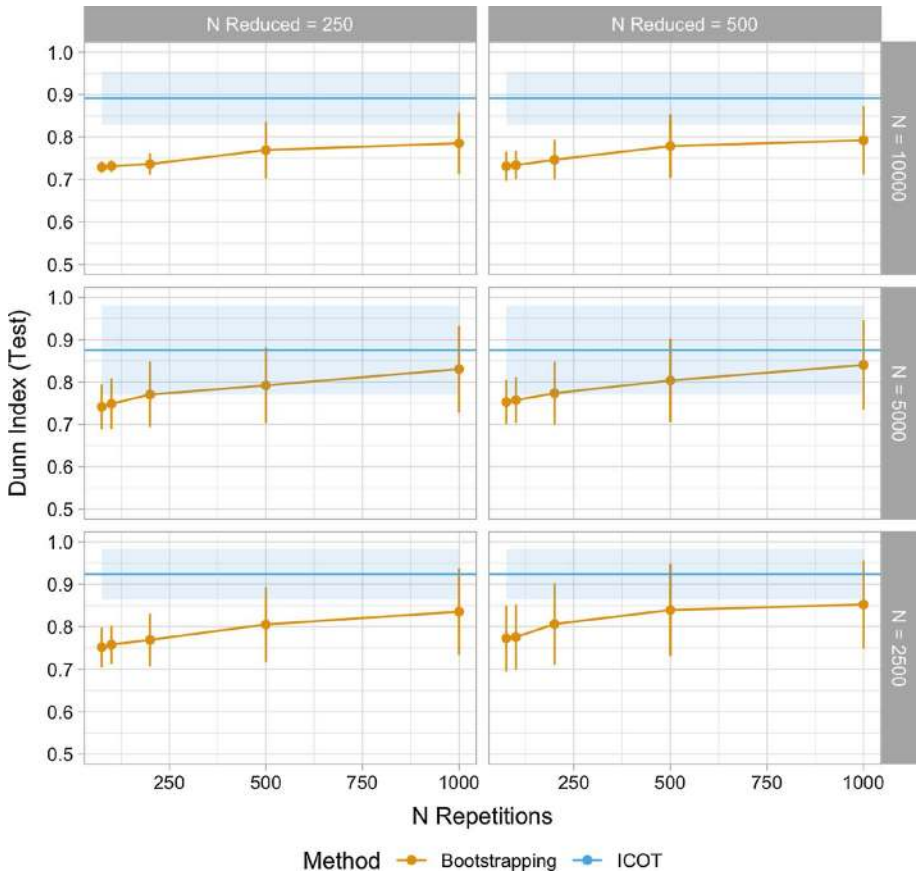 N Reduced = 250
N Reduced = 500
Dunn Index (Test)
1.0
0.9
0.8
0.7
0.6
0.5
N = 10000
1.0
0.9
0.8
0.7
0.6
0.5
N = 5000
1.0
0.9
0.8
0.7
0.6
0.5
N = 2500
250 500 750 1000
250 500 750 1000
N Repetitions
Method Bootstrapping ICOT